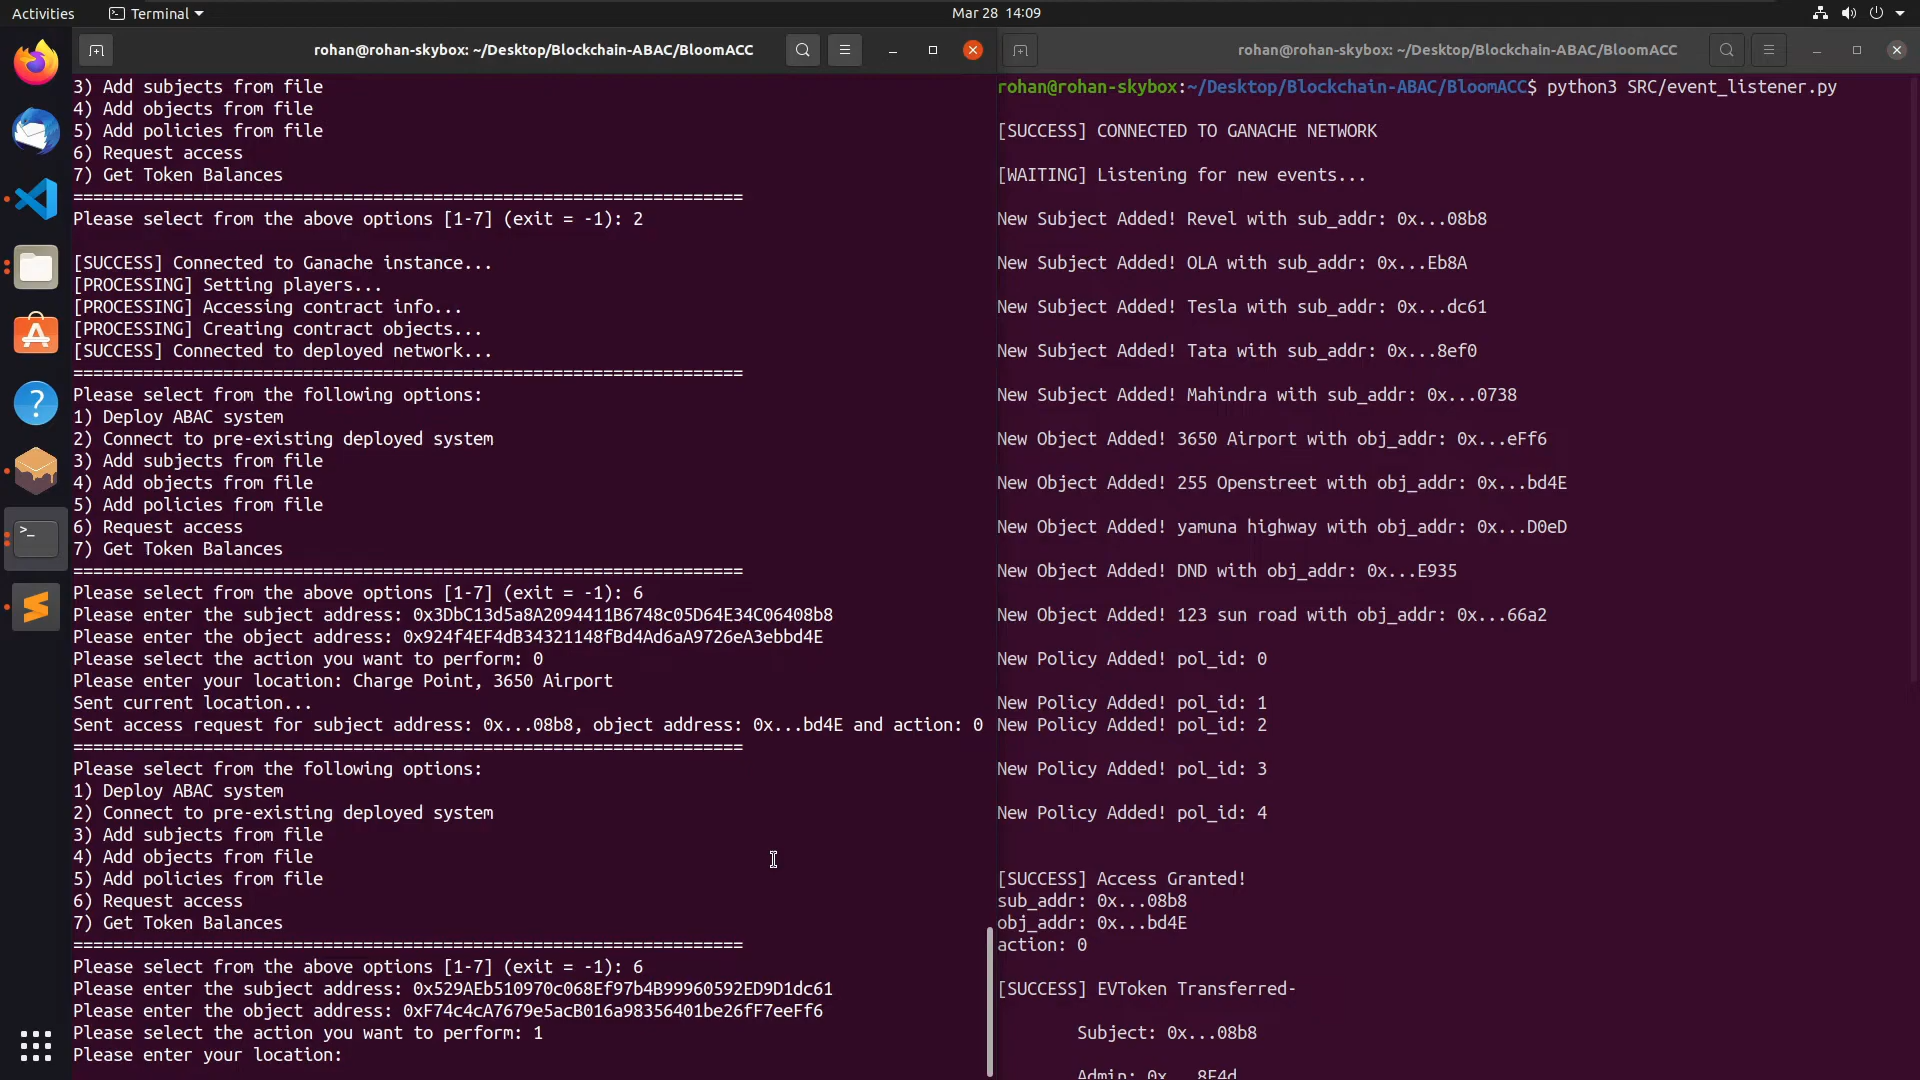 Activities
Terminal
Mar 28 14:09
rohan@rohan-skybox: ~/Desktop/Blockchain-ABAC/BloomACC
3) Add subjects from file
4) Add objects from file
5) Add policies from file
6) Request access
7) Get Token Balances
===================================================================
Please select from the above options [1-7] (exit = -1): 2
[SUCCESS] Connected to Ganache instance...
[PROCESSING] Setting players...
[PROCESSING] Accessing contract info...
[PROCESSING] Creating contract objects...
[SUCCESS] Connected to deployed network...
===================================================================
Please select from the following options:
1) Deploy ABAC system
2) Connect to pre-existing deployed system
3) Add subjects from file
4) Add objects from file
5) Add policies from file
6) Request access
7) Get Token Balances
===================================================================
Please select from the above options [1-7] (exit = -1): 6
Please enter the subject address: 0x3DbC13d5a8A2094411B6748c05D64E34C06408b8
Please enter the object address: 0x924f4EF4dB34321148fBd4Ad6aA9726eA3ebbd4E
Please select the action you want to perform: 0
Please enter your location: Charge Point, 3650 Airport
Sent current location...
Sent access request for subject address: 0x...08b8, object address: 0x...bd4E and action: 0
===================================================================
Please select from the following options:
1) Deploy ABAC system
2) Connect to pre-existing deployed system
3) Add subjects from file
4) Add objects from file
5) Add policies from file
6) Request access
7) Get Token Balances
===================================================================
Please select from the above options [1-7] (exit = -1): 6
Please enter the subject address: 0x529AEb510970c068Ef97b4B99960592ED9D1dc61
Please enter the object address: 0xF74c4cA7679e5acB016a98356401be26fF7eeFf6
Please select the action you want to perform: 1
Please enter your location:
rohan@rohan-skybox: ~/Desktop/Blockchain-ABAC/BloomACC
rohan@rohan-skybox:~/Desktop/Blockchain-ABAC/BloomACC$ python3 SRC/event_listener.py
[SUCCESS] CONNECTED TO GANACHE NETWORK
[WAITING] Listening for new events...
New Subject Added! Revel with sub_addr: 0x...08b8
New Subject Added! OLA with sub_addr: 0x...Eb8A
New Subject Added! Tesla with sub_addr: 0x...dc61
New Subject Added! Tata with sub_addr: 0x...8ef0
New Subject Added! Mahindra with sub_addr: 0x...0738
New Object Added! 3650 Airport with obj_addr: 0x...eFf6
New Object Added! 255 Openstreet with obj_addr: 0x...bd4E
New Object Added! yamuna highway with obj_addr: 0x...D0eD
New Object Added! DND with obj_addr: 0x...E935
New Object Added! 123 sun road with obj_addr: 0x...66a2
New Policy Added! pol_id: 0
New Policy Added! pol_id: 1
New Policy Added! pol_id: 2
New Policy Added! pol_id: 3
New Policy Added! pol_id: 4
[SUCCESS] Access Granted!
sub_addr: 0x...08b8
obj_addr: 0x...bd4E
action: 0
[SUCCESS] EVToken Transferred-
Subject: 0x...08b8
Admin: 0x...8F4d